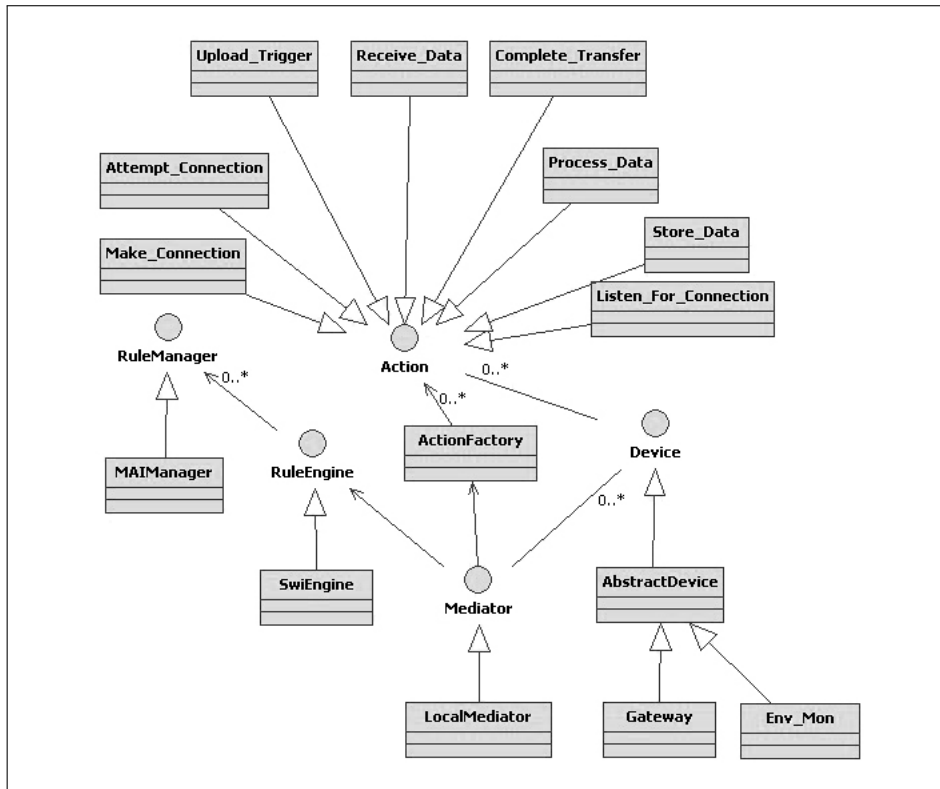 Upload_Trigger
Receive_Data
Complete_Transfer
Attempt_Connection
Process_Data
Make_Connection
Store_Data
Listen_For_Connection
RuleManager
Action
0..*
0..*
0..*
ActionFactory
Device
MAIManager
RuleEngine
0..*
SwiEngine
Mediator
AbstractDevice
LocalMediator
Gateway
Env_Mon